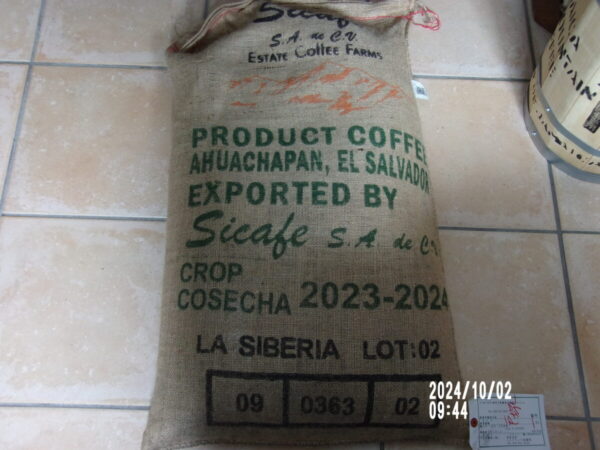 Sicafe
S.A. de C.V.
ESTATE COFFEE FARMS
PRODUCT COFFEE
AHUACHAPAN, EL SALVADOR
EXPORTED BY
Sicafe S.A. de C.V.
CROP
COSECHA 2023-2024
LA SIBERIA LOT:02
09 0363 02
2024/10/02
09:44